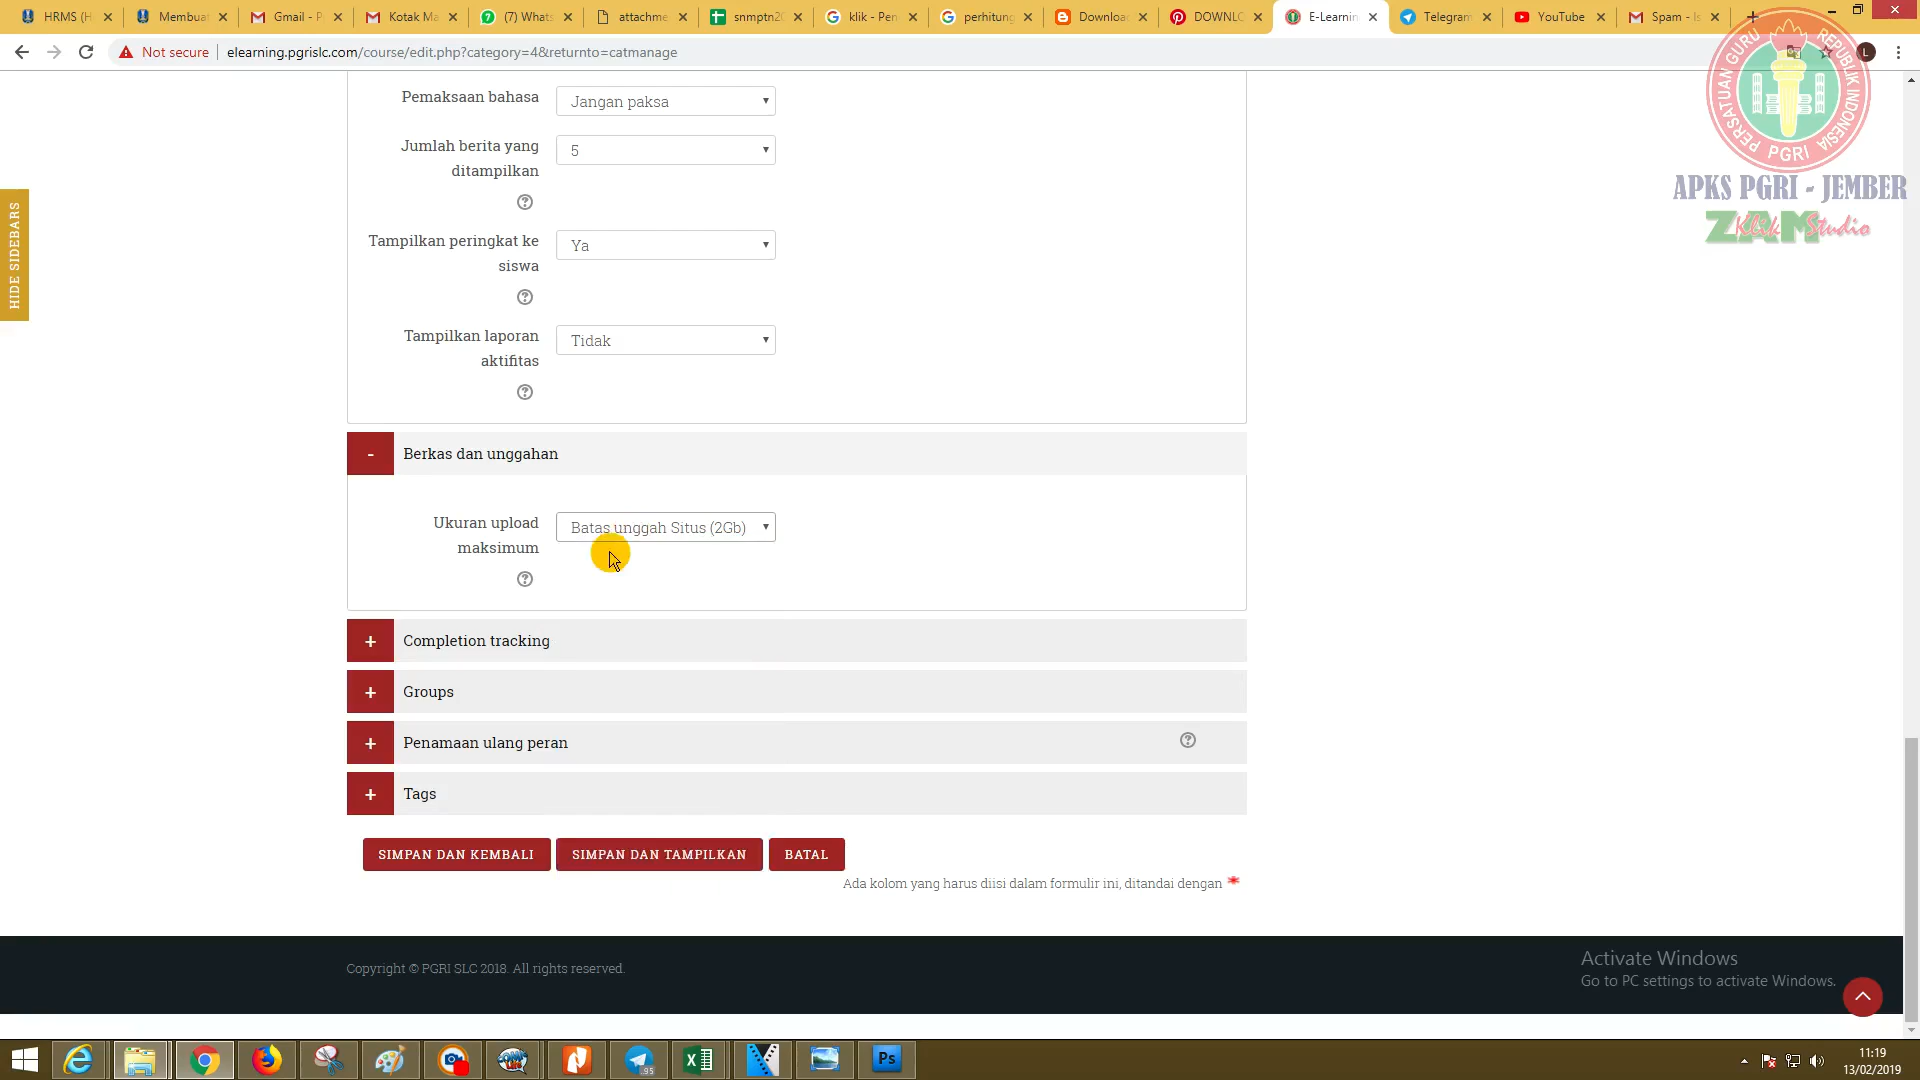 HRMS (H
Membuat
Gmail - P
Kotak Ma
(7) Whats
attachme
snmptn20
klik - Pen
perhitung
Downloa
DOWNLO
E-Learnin
Telegram
YouTube
Spam - Is
Not secure
elearning.pgrislc.com/course/edit.php?category=4&returnto=catmanage
L
PERSATUAN GURU REPUBLIK INDONESIA
PGRI
APKS PGRI - JEMBER
ZAM Klik Studio
HIDE SIDEBARS
Pemaksaan bahasa
Jangan paksa
Jumlah berita yang
ditampilkan
5
Tampilkan peringkat ke
siswa
Ya
Tampilkan laporan
aktifitas
Tidak
- Berkas dan unggahan
Ukuran upload
maksimum
Batas unggah Situs (2Gb)
+ Completion tracking
+ Groups
+ Penamaan ulang peran
+ Tags
SIMPAN DAN KEMBALI
SIMPAN DAN TAMPILKAN
BATAL
Ada kolom yang harus diisi dalam formulir ini, ditandai dengan *
Copyright © PGRI SLC 2018. All rights reserved.
Activate Windows
Go to PC settings to activate Windows.
95
Ps
11:19
13/02/2019